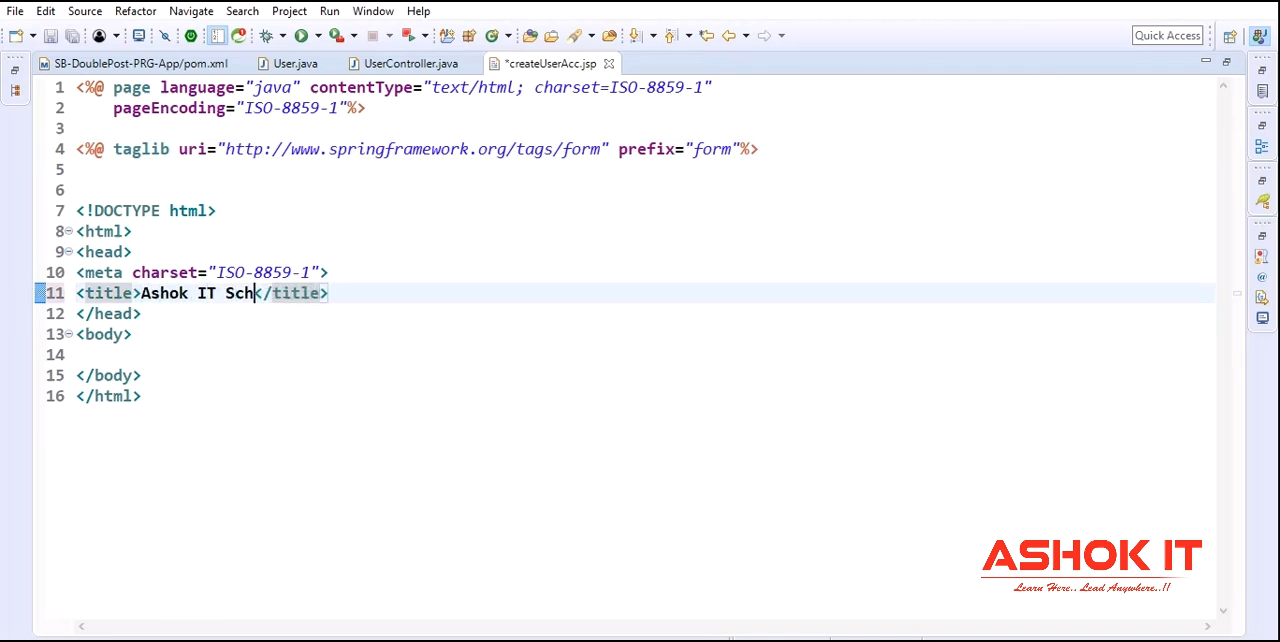 File Edit Source Refactor Navigate Search Project Run Window Help
Quick Access
SB-DoublePost-PRG-App/pom.xml User.java UserController.java *createUserAcc.jsp
1 <%@ page language="java" contentType="text/html; charset=ISO-8859-1"
2 pageEncoding="ISO-8859-1"%>
3
4 <%@ taglib uri="http://www.springframework.org/tags/form" prefix="form"%>
5
6
7 <!DOCTYPE html>
8 <html>
9 <head>
10 <meta charset="ISO-8859-1">
11 <title>Ashok IT Sch</title>
12 </head>
13 <body>
14
15 </body>
16 </html>
ASHOK IT
Learn Here.. Lead Anywhere..!!